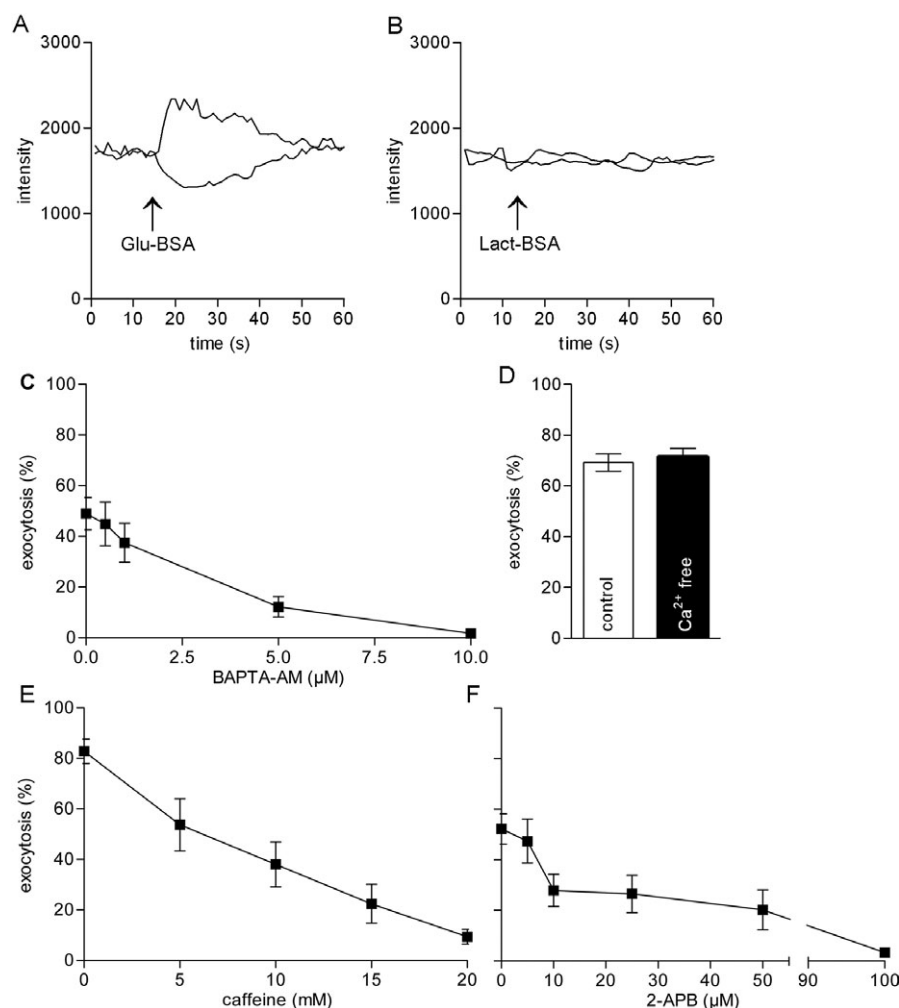 A
3000
2000
1000
0
intensity
Glu-BSA
0 10 20 30 40 50 60
time (s)
B
3000
2000
1000
0
intensity
Lact-BSA
0 10 20 30 40 50 60
time (s)
C
100
80
60
40
20
0
exocytosis (%)
0.0 2.5 5.0 7.5 10.0
BAPTA-AM (µM)
D
100
80
60
40
20
0
exocytosis (%)
control
Ca²⁺ free
E
100
80
60
40
20
0
exocytosis (%)
0 5 10 15 20
caffeine (mM)
F
0 10 20 30 40 50 90 100
2-APB (µM)